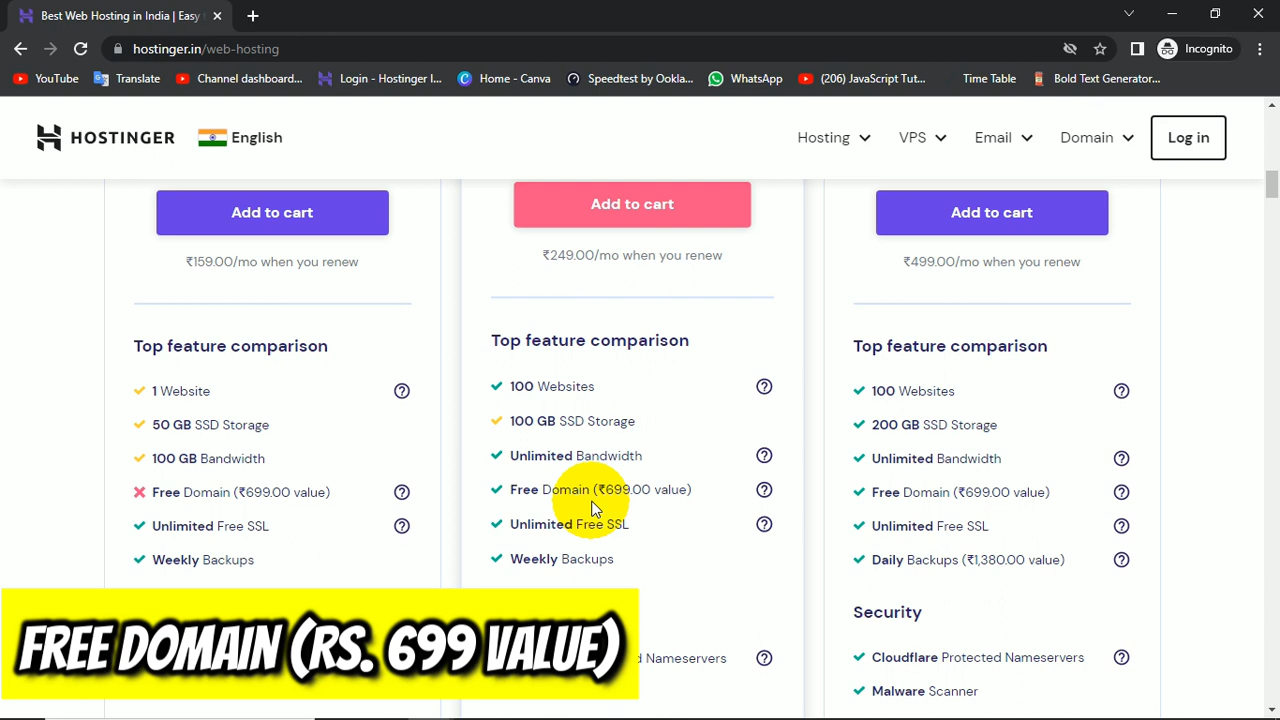 Best Web Hosting in India | Easy t
hostinger.in/web-hosting
Incognito
YouTube
Translate
Channel dashboard...
Login - Hostinger I...
Home - Canva
Speedtest by Ookla...
WhatsApp
(206) JavaScript Tut...
Time Table
Bold Text Generator...
HOSTINGER
English
Hosting
VPS
Email
Domain
Log in
Add to cart
₹159.00/mo when you renew
Top feature comparison
1 Website
50 GB SSD Storage
100 GB Bandwidth
Free Domain (₹699.00 value)
Unlimited Free SSL
Weekly Backups
Add to cart
₹249.00/mo when you renew
Top feature comparison
100 Websites
100 GB SSD Storage
Unlimited Bandwidth
Free Domain (₹699.00 value)
Unlimited Free SSL
Weekly Backups
Nameservers
Add to cart
₹499.00/mo when you renew
Top feature comparison
100 Websites
200 GB SSD Storage
Unlimited Bandwidth
Free Domain (₹699.00 value)
Unlimited Free SSL
Daily Backups (₹1,380.00 value)
Security
Cloudflare Protected Nameservers
Malware Scanner
FREE DOMAIN (RS. 699 VALUE)